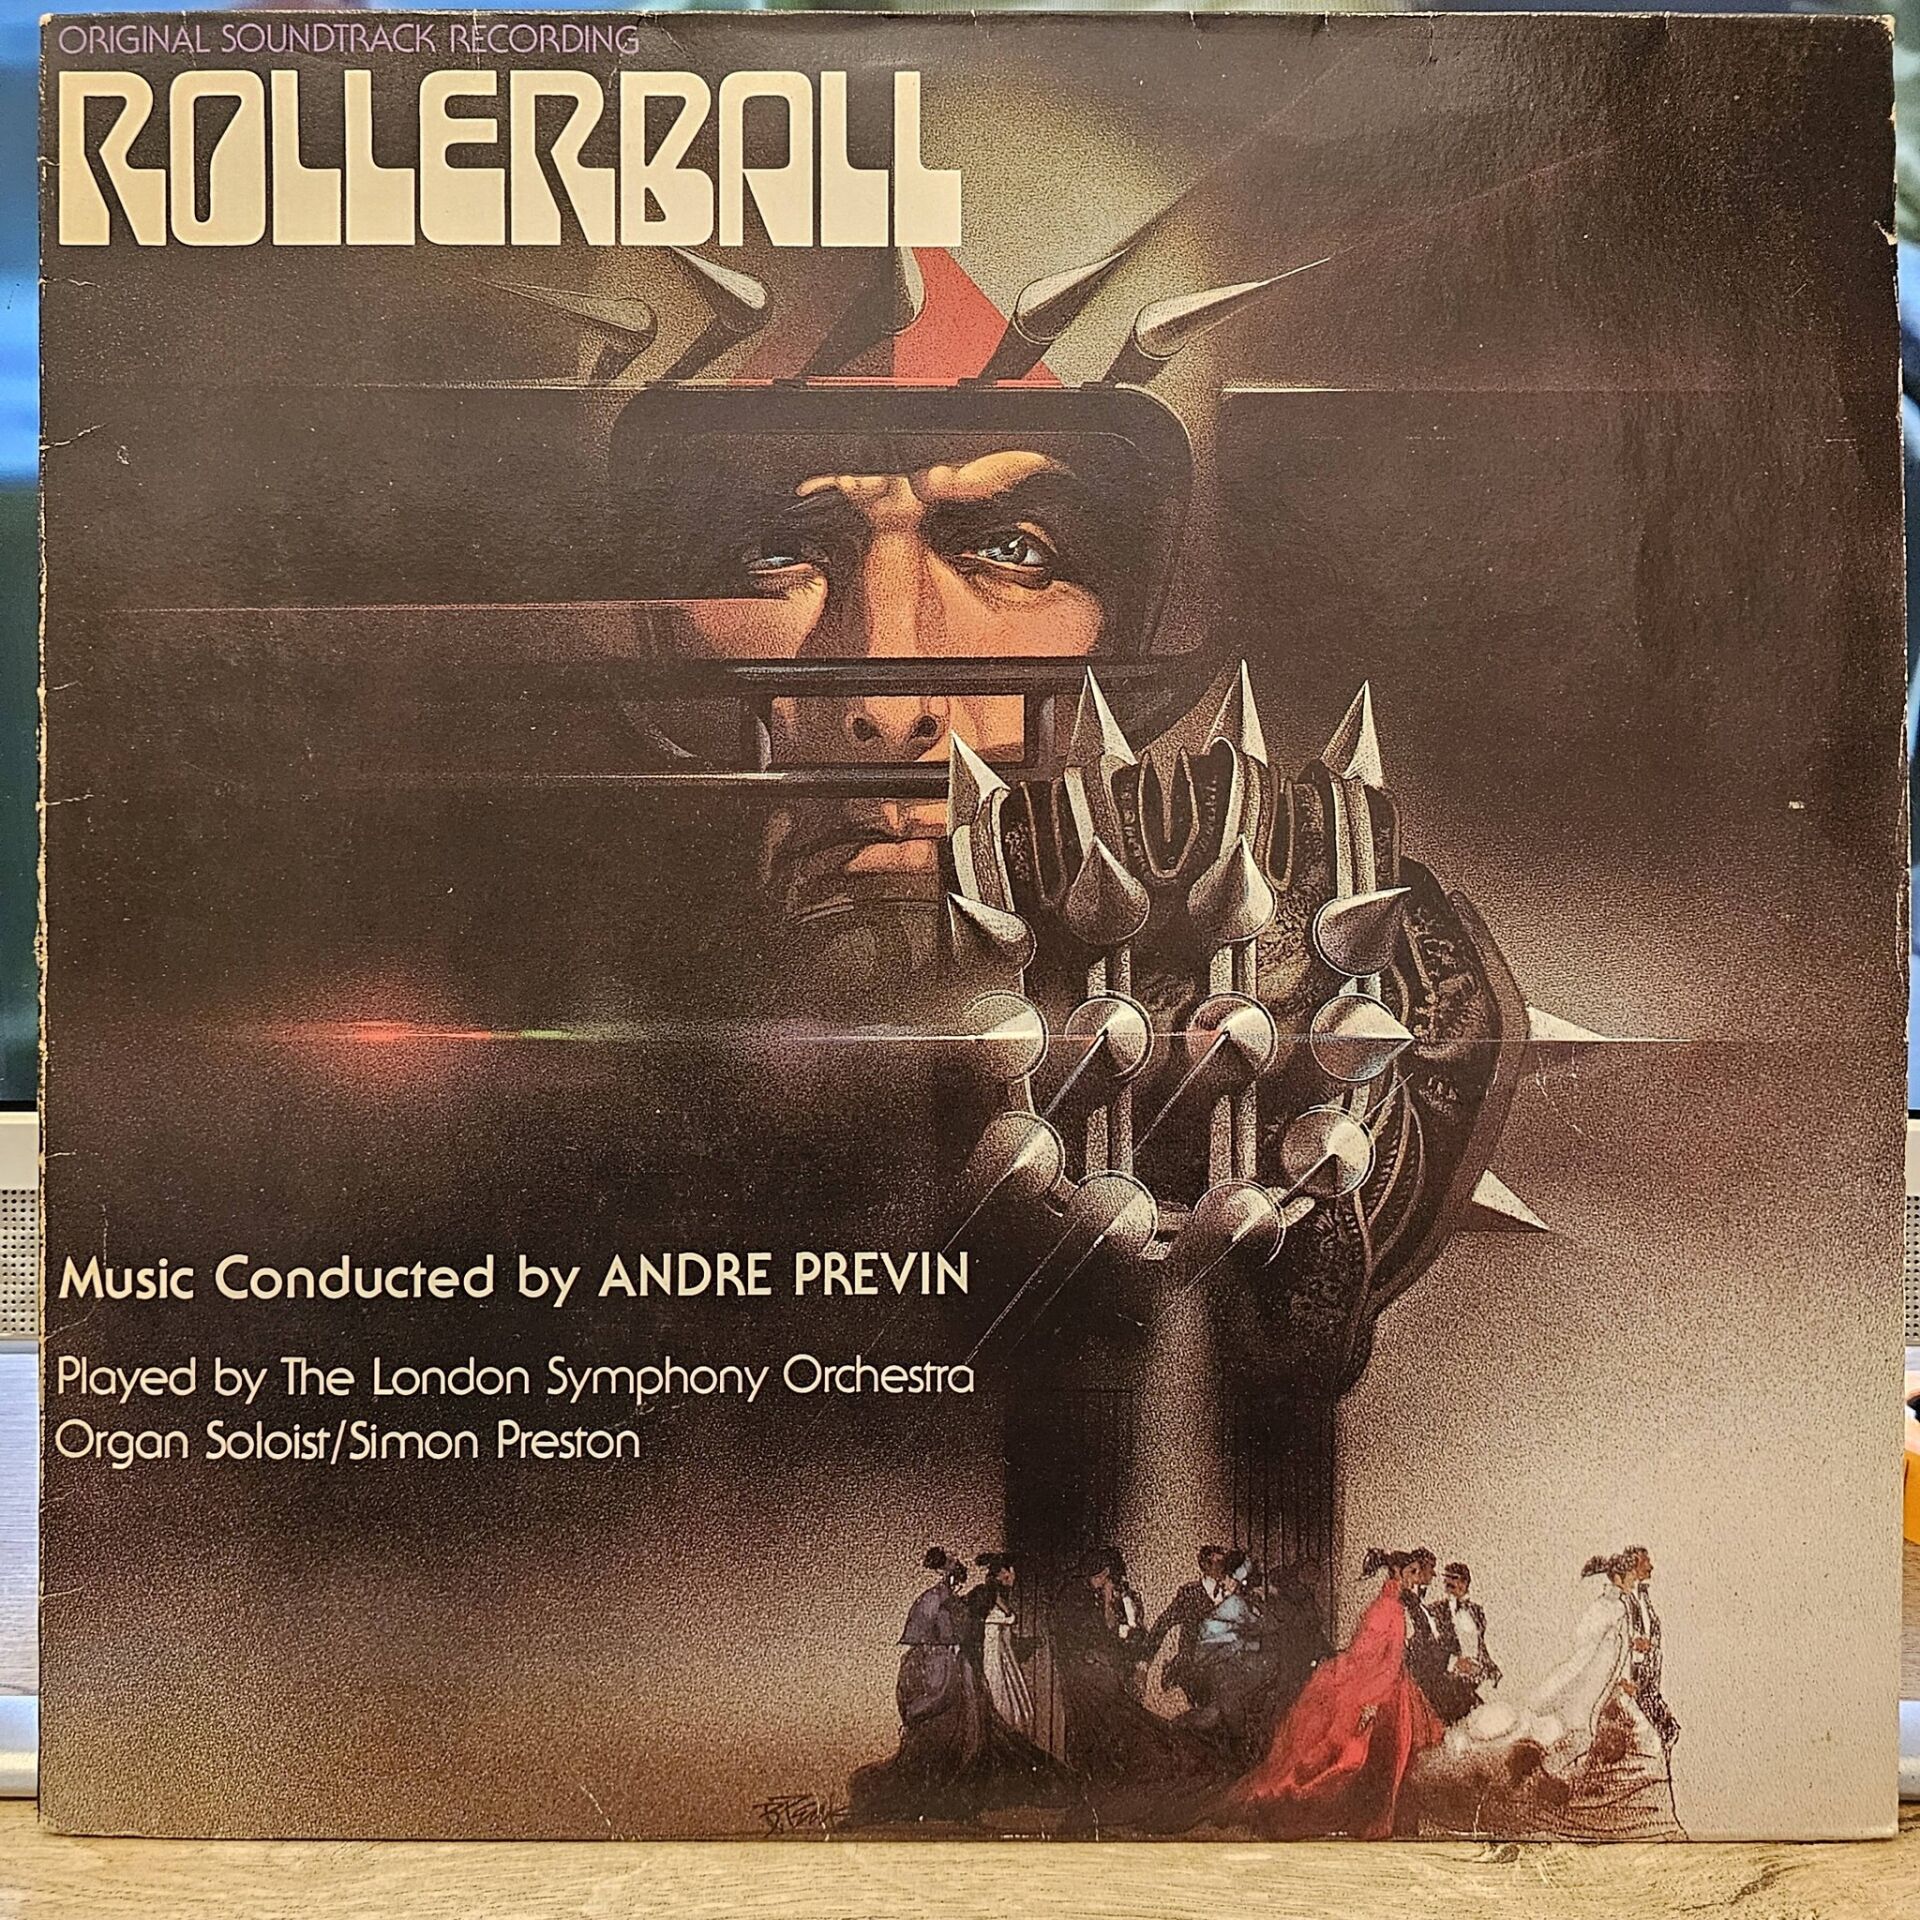 ORIGINAL SOUNDTRACK RECORDING
ROLLERBALL
Music Conducted by ANDRE PREVIN
Played by The London Symphony Orchestra
Organ Soloist/Simon Preston